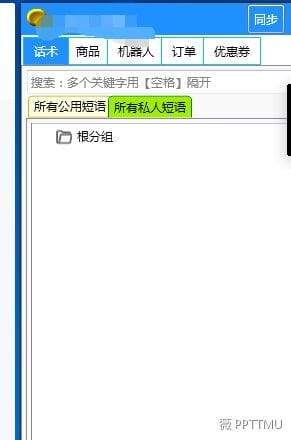 同步
话术 商品 机器人 订单 优惠券
搜索：多个关键字用【空格】隔开
所有公用短语 所有私人短语
根分组
薇 PPTTMU